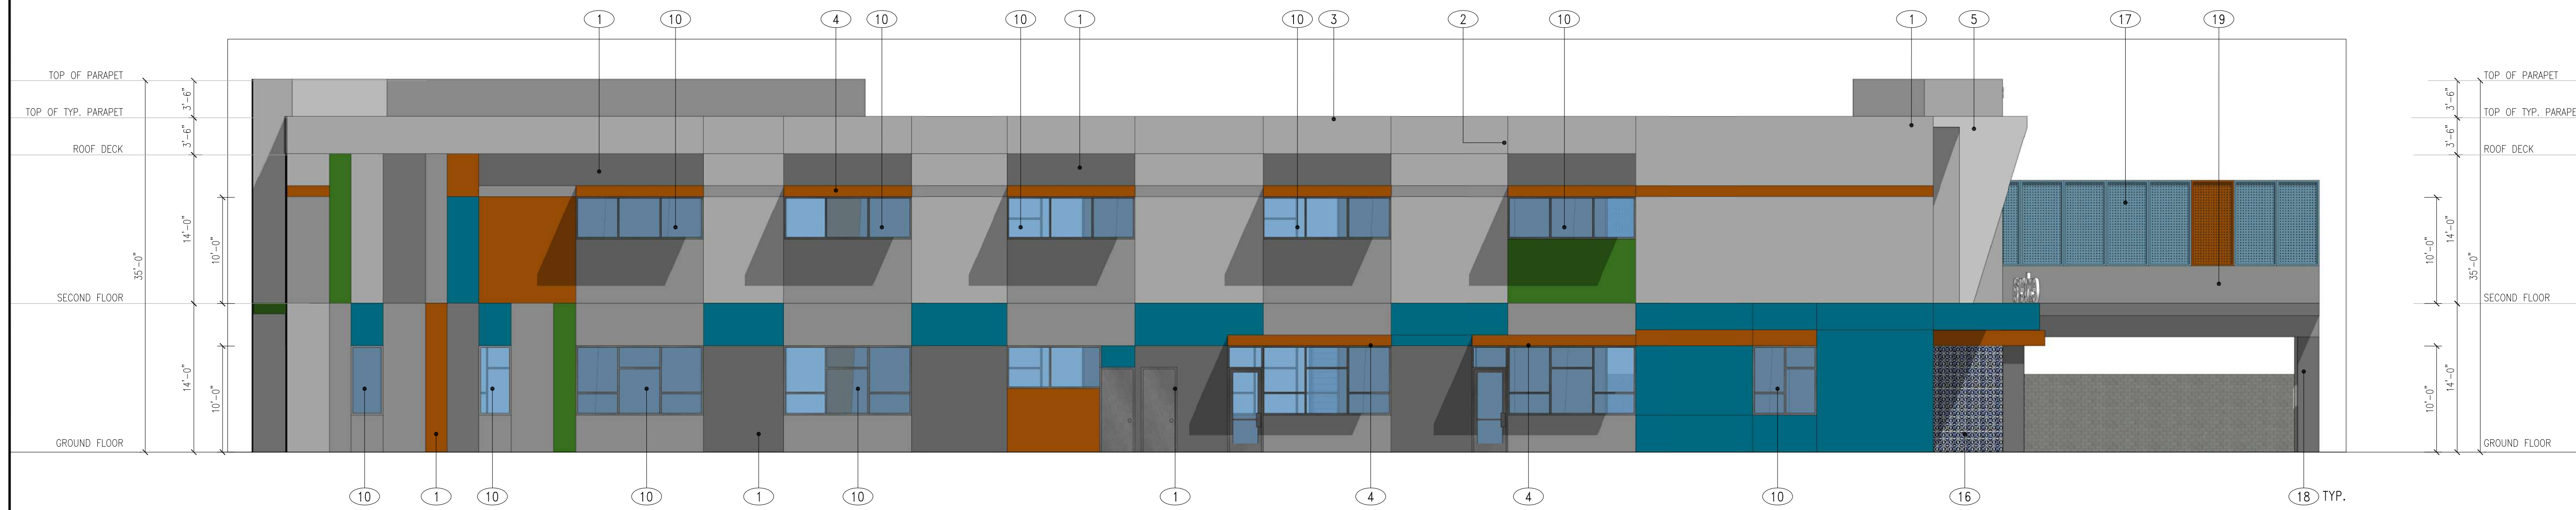 1 10 4 10 10 1 10 3 2 10 1 5 17 19
TOP OF PARAPET
TOP OF TYP. PARAPET
ROOF DECK
SECOND FLOOR
GROUND FLOOR
35'-0"
3'-6"
3'-6"
14'-0"
14'-0"
10'-0"
10'-0"
TOP OF PARAPET
TOP OF TYP. PARAPE
ROOF DECK
SECOND FLOOR
GROUND FLOOR
3'-6"
3'-6"
14'-0"
14'-0"
10'-0"
10'-0"
35'-0"
10 1 10 10 1 10 1 4 4 10 16 18 TYP.